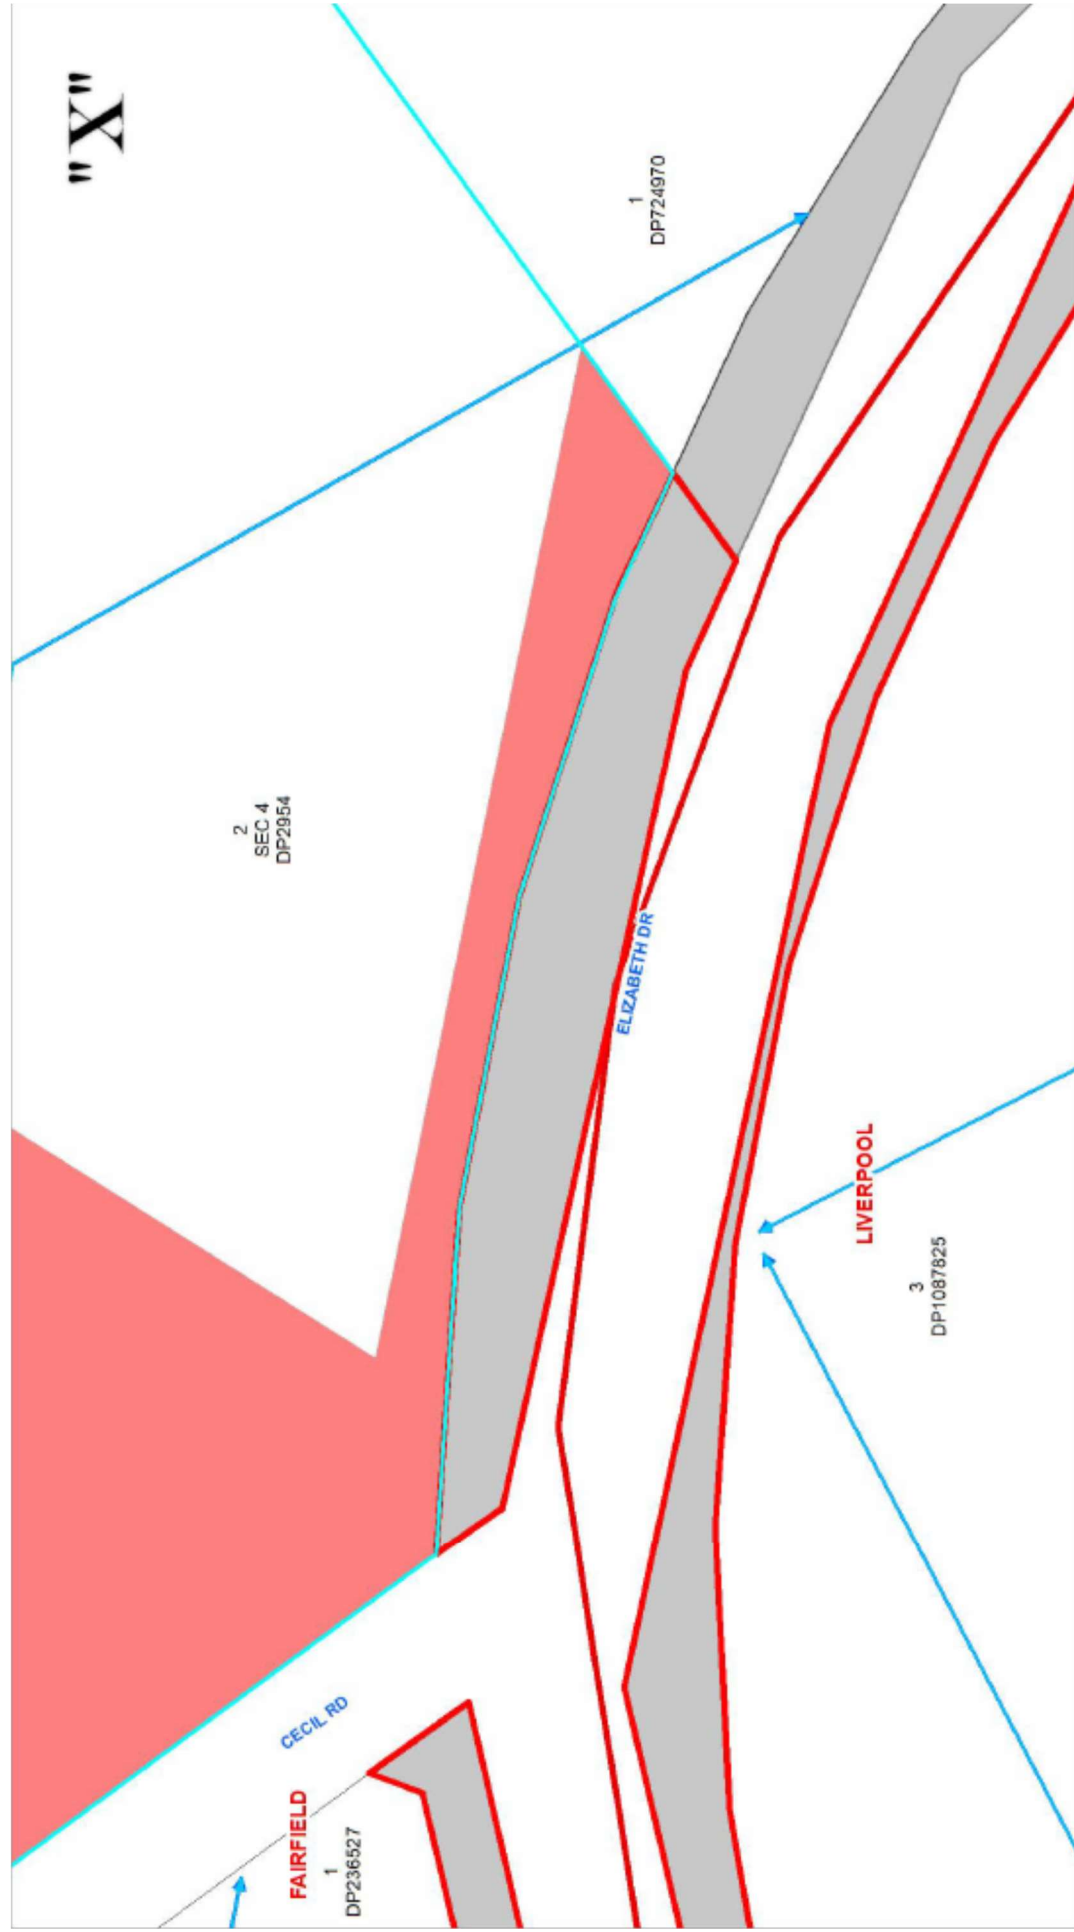 "X"
1
DP724970
2
SEC 4
DP2954
ELIZABETH DR
LIVERPOOL
3
DP1087825
CECIL RD
FAIRFIELD
1
DP236527